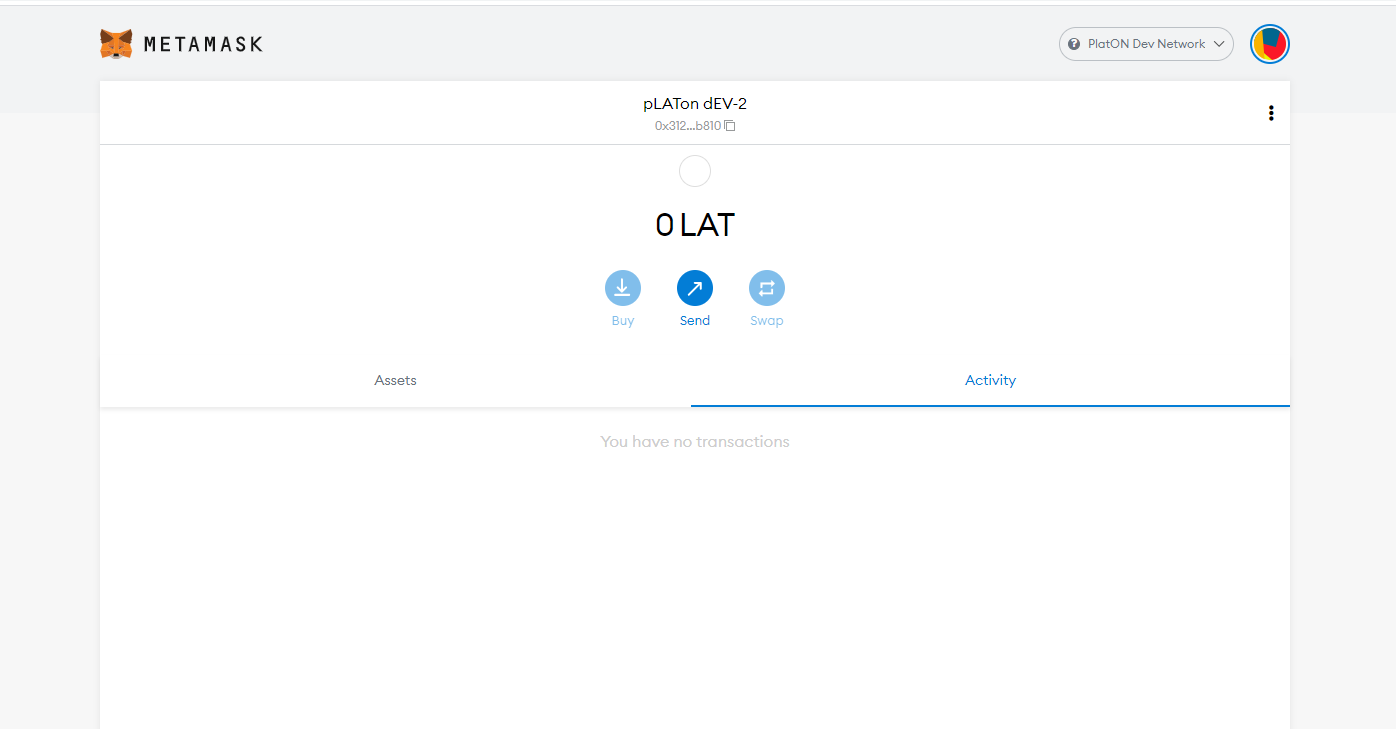 METAMASK
PlatON Dev Network
pLATon dEV-2
0x312...b810
0 LAT
Buy
Send
Swap
Assets
Activity
You have no transactions